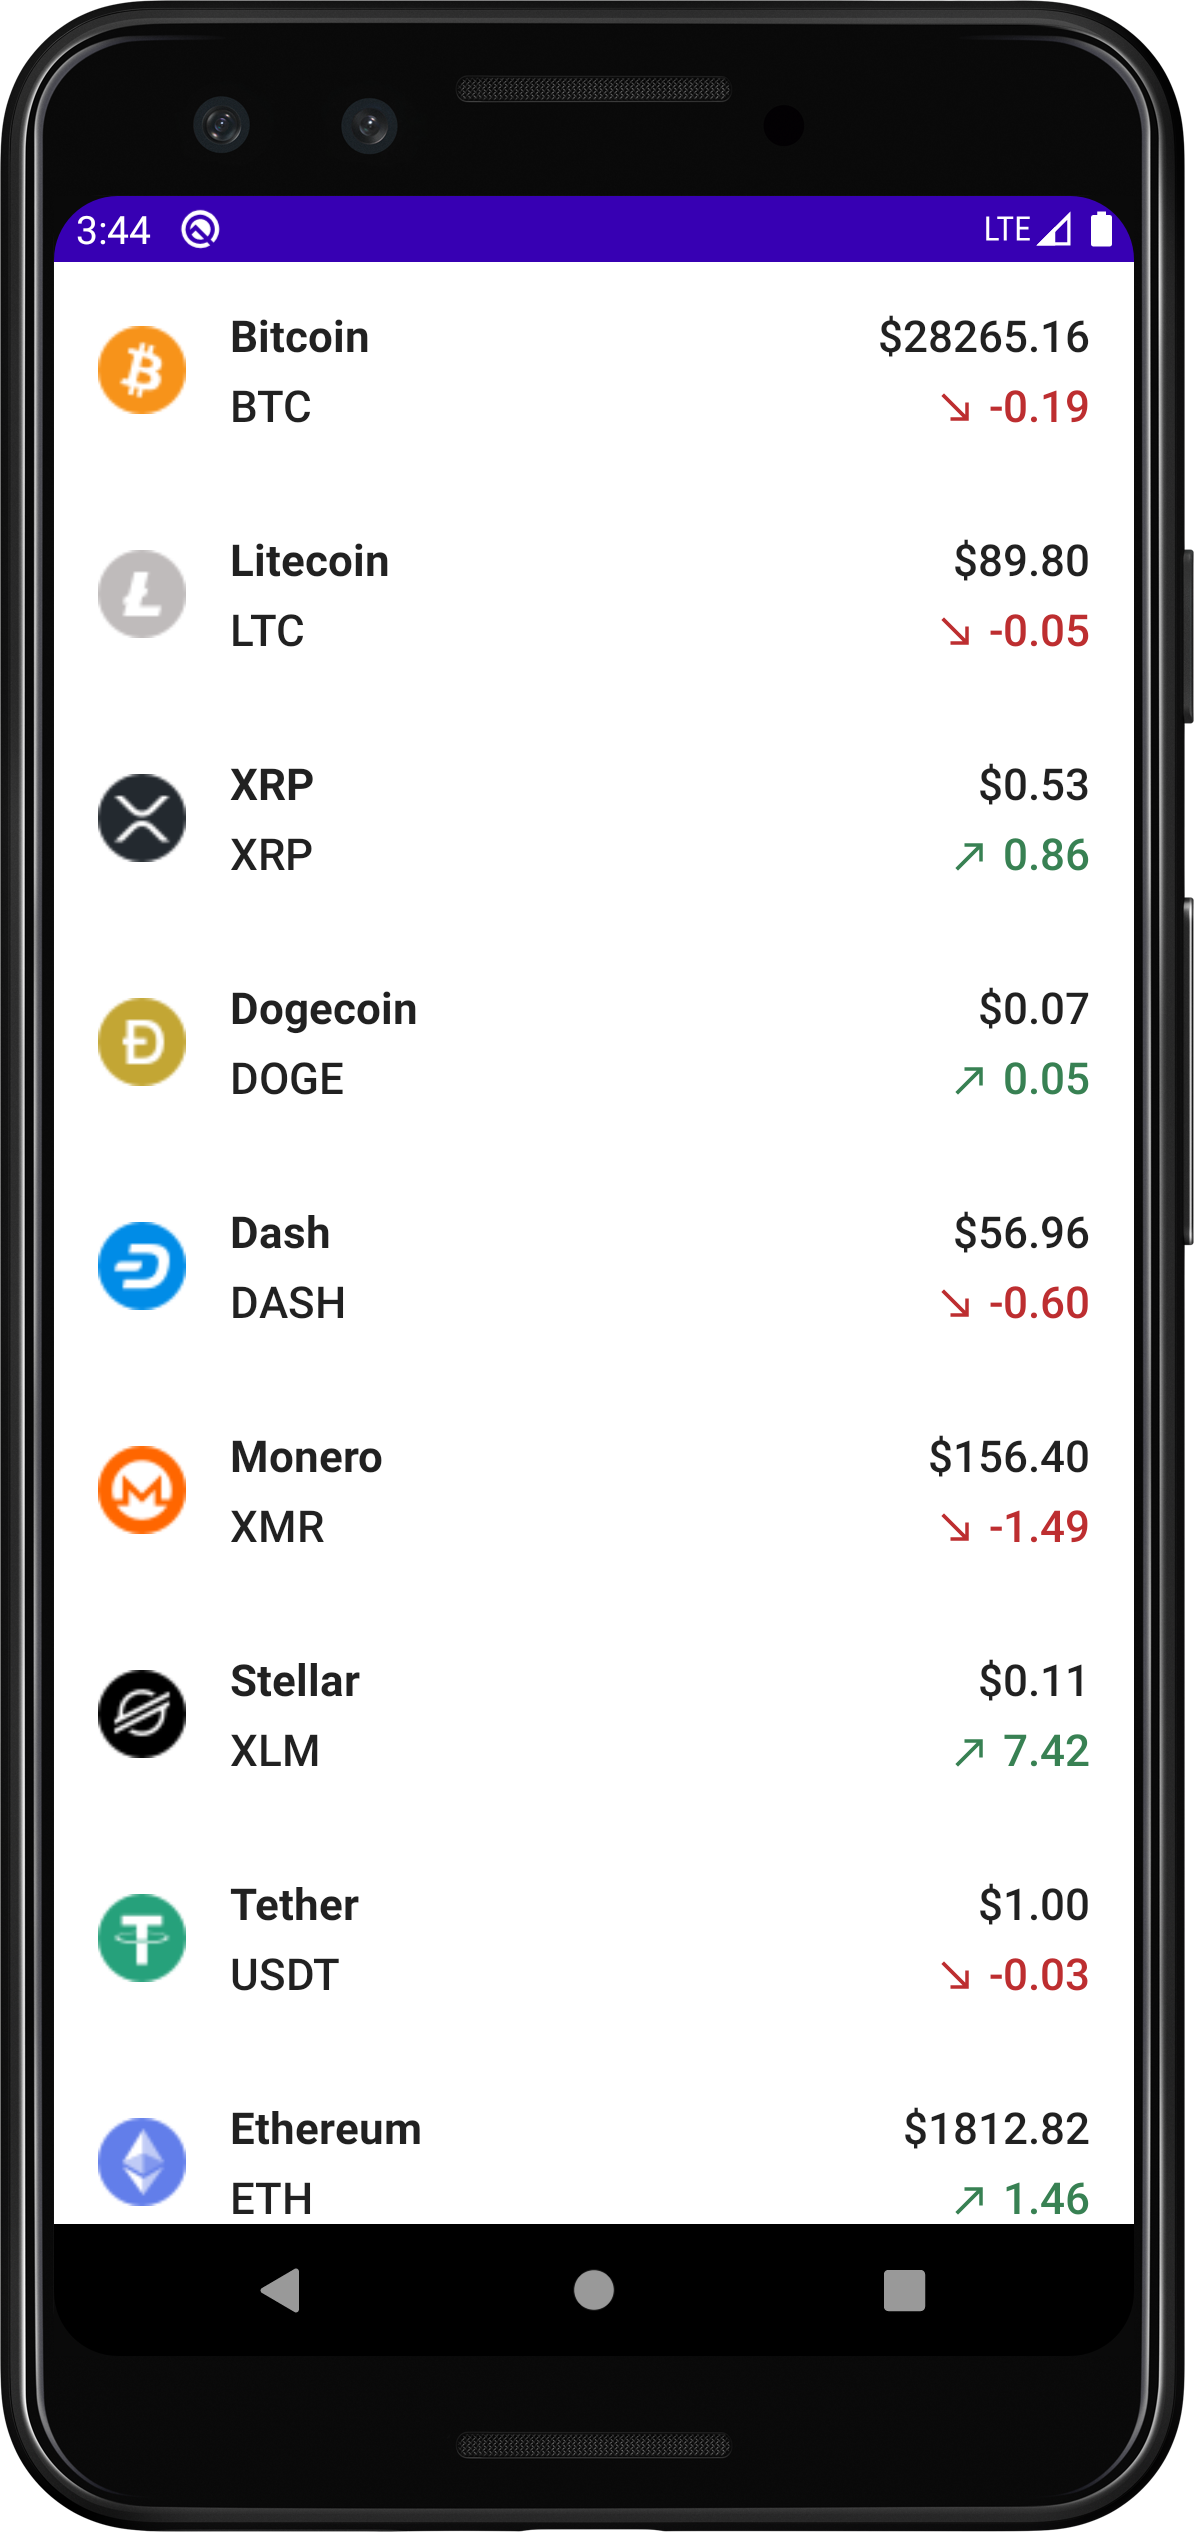 3:44 LTE
Bitcoin $28265.16
BTC ↘ -0.19
Litecoin $89.80
LTC ↘ -0.05
XRP $0.53
XRP ↗ 0.86
Dogecoin $0.07
DOGE ↗ 0.05
Dash $56.96
DASH ↘ -0.60
Monero $156.40
XMR ↘ -1.49
Stellar $0.11
XLM ↗ 7.42
Tether $1.00
USDT ↘ -0.03
Ethereum $1812.82
ETH ↗ 1.46